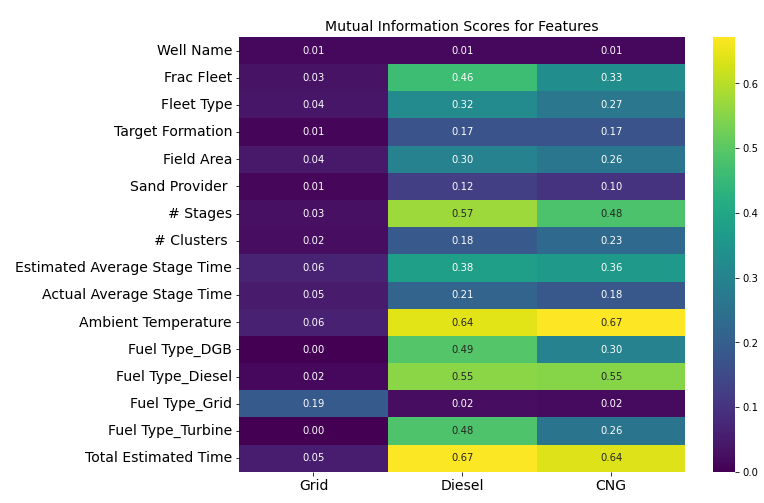 Mutual Information Scores for Features
Well Name 0.01 0.01 0.01
Frac Fleet 0.03 0.46 0.33
Fleet Type 0.04 0.32 0.27
Target Formation 0.01 0.17 0.17
Field Area 0.04 0.30 0.26
Sand Provider 0.01 0.12 0.10
# Stages 0.03 0.57 0.48
# Clusters 0.02 0.18 0.23
Estimated Average Stage Time 0.06 0.38 0.36
Actual Average Stage Time 0.05 0.21 0.18
Ambient Temperature 0.06 0.64 0.67
Fuel Type_DGB 0.00 0.49 0.30
Fuel Type_Diesel 0.02 0.55 0.55
Fuel Type_Grid 0.19 0.02 0.02
Fuel Type_Turbine 0.00 0.48 0.26
Total Estimated Time 0.05 0.67 0.64
Grid Diesel CNG
0.6
0.5
0.4
0.3
0.2
0.1
0.0